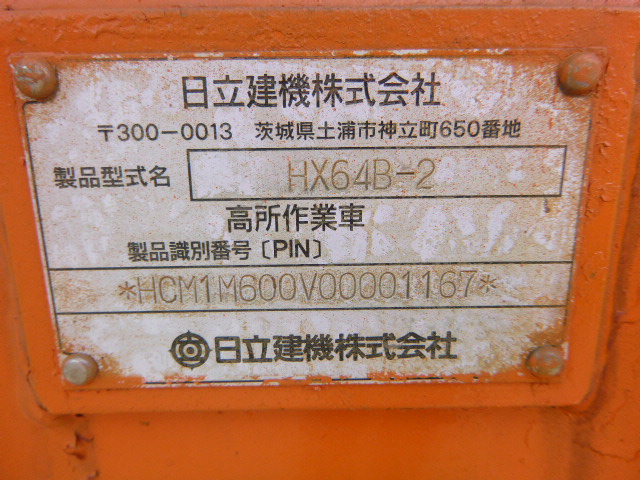 日立建機株式会社
〒300-0013 茨城県土浦市神立町650番地
製品型式名 HX64B-2
高所作業車
製品識別番号〔PIN〕
*HCM1M600V00001167*
日立建機株式会社